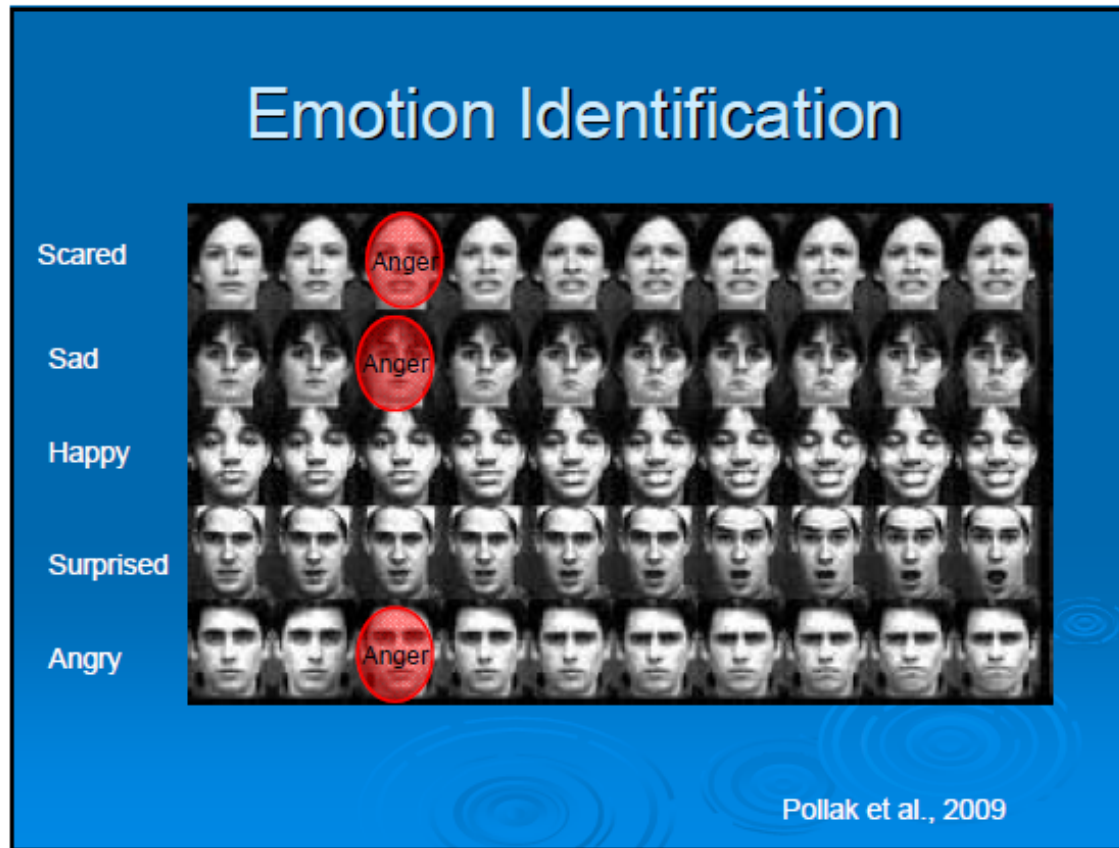 Emotion Identification
Scared
Anger
Sad
Anger
Happy
Surprised
Angry
Anger
Pollak et al., 2009